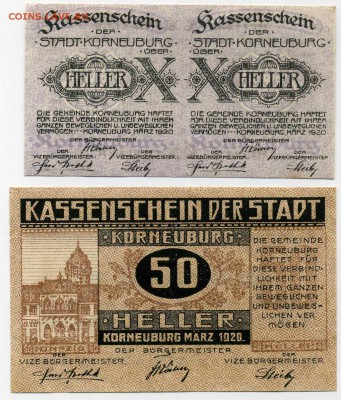 COINS.SU
Kassenschein
DER
STADT·KORNEUBURG
ÜBER
X HELLER X
DIE GEMEINDE KORNEUBURG HAFTET
FÜR DIESE VERBINDLICHKEIT MIT IHREM
GANZEN BEWEGLICHEN U. UNBEWEGLICHEN
VERMÖGEN · KORNEUBURG MÄRZ 1920
DER BÜRGERMEISTER
DER
VIZEBÜRGERMEISTER
DER
VIZEBÜRGERMEISTER
Kassenschein
DER
STADT·KORNEUBURG
ÜBER
X HELLER
DIE GEMEINDE KORNEUBURG HAFTET
FÜR DIESE VERBINDLICHKEIT MIT IHREM
GANZEN BEWEGLICHEN U. UNBEWEGLICHEN
VERMÖGEN · KORNEUBURG MÄRZ 1920
DER BÜRGERMEISTER
DER
VIZEBÜRGERMEISTER
DER
VIZEBÜRGERMEISTER
KASSENSCHEIN DER STADT
KORNEUBURG
50
HELLER
KORNEUBURG MÄRZ 1920.
DIE GEMEINDE
KORNEUBURG
HAFTET FÜR
DIESE VERBIND-
LICHKEIT MIT
IHREM GANZEN
BEWEGLICHEN
UND UNBEWEG-
LICHEN VER
MÖGEN
FÜNFZIG
HELLER
DER
VIZE BÜRGERMEISTER
DER BÜRGERMEISTER
DER
VIZEBÜRGERMEISTER